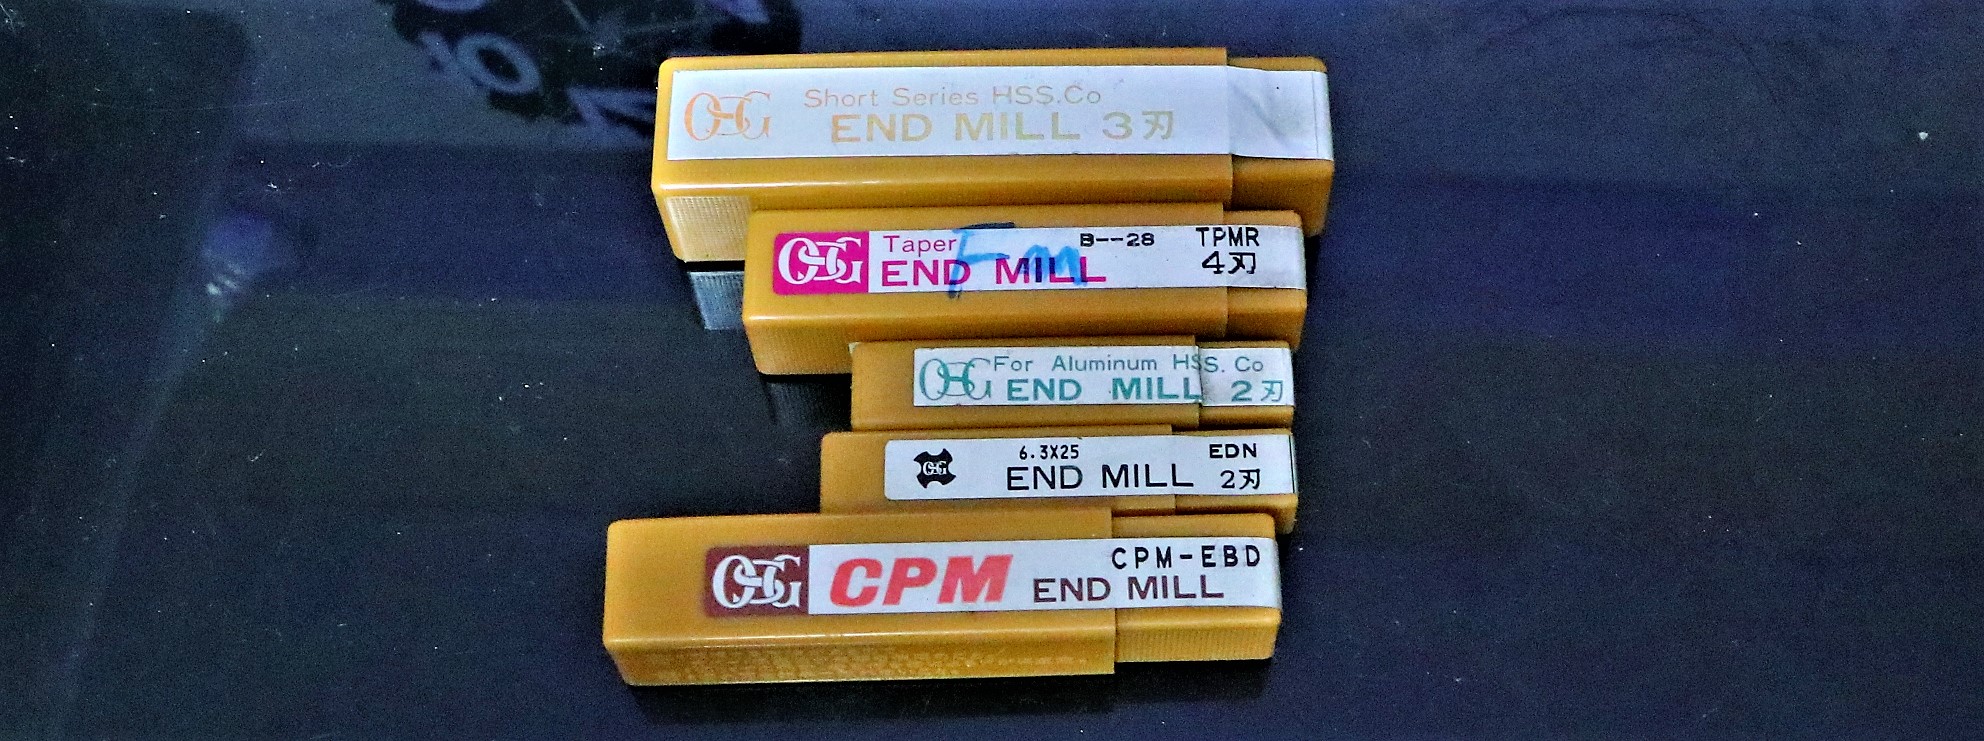 OSG Short Series HSS.Co
END MILL 3刃
OSG Taper B--28 TPMR
END MILL 4刃
OSG For Aluminum HSS. Co
END MILL 2刃
OSG 6.3X25 EDN
END MILL 2刃
OSG CPM CPM-EBD
END MILL